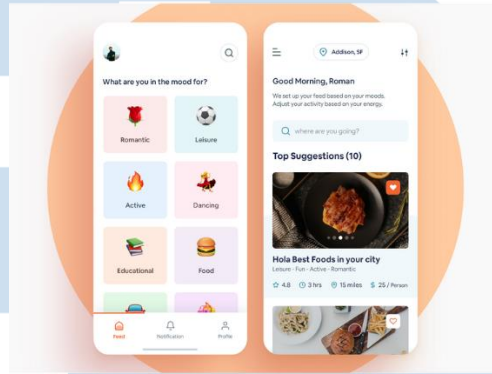 What are you in the mood for?
Romantic
Leisure
Active
Dancing
Educational
Food
Feed
Notification
Profile
Addison, SF
Good Morning, Roman
We set up your feed based on your moods.
Adjust your activity based on your energy.
where are you going?
Top Suggestions (10)
Hola Best Foods in your city
Leisure - Fun - Active - Romantic
4.8 3 hrs 15 miles $ 25 / Person